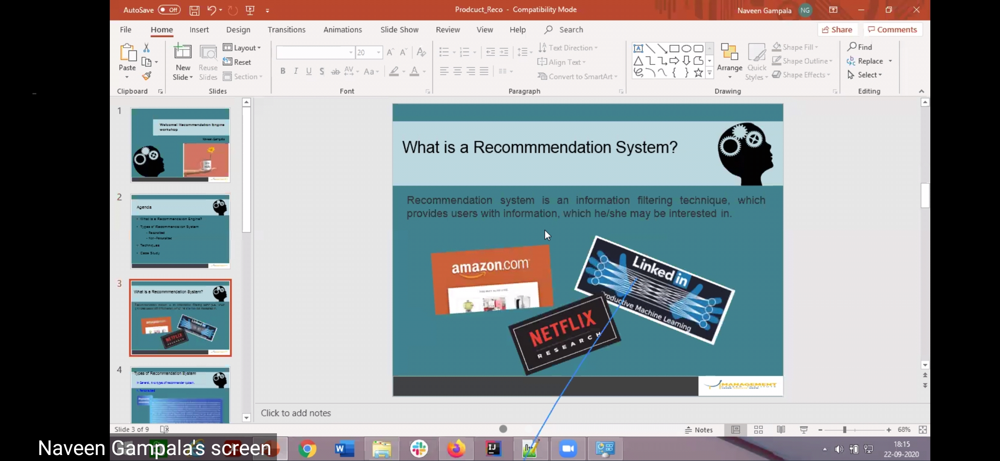 AutoSave Off
Prodcuct_Reco - Compatibility Mode
Naveen Gampala NG
File Home Insert Design Transitions Animations Slide Show Review View Help Search
Share Comments
Paste
New
Slide
Reuse
Slides
Layout
Reset
Section
20
B I U S ab AV Aa A
Text Direction
Align Text
Convert to SmartArt
Arrange
Quick
Styles
Shape Fill
Shape Outline
Shape Effects
Find
Replace
Select
Clipboard Slides Font Paragraph Drawing Editing
1
Welcome! Recommendation Engine
workshop
Naveen Gampala
2
Agenda
What is a Recommendation Engine?
Types of Recommendation System
Personalized
Non - Personalized
Techniques
Case Study
3
What is a Recommmendation System?
4
Types of Recommendation System
In General, two types of recommender system,
Personalized
What is a Recommmendation System?
Recommendation system is an information filtering technique, which
provides users with information, which he/she may be interested in.
amazon.com
Linked in
Productive Machine Learning
NETFLIX
RESEARCH
MANAGEMENT
CAREER INSTITUTE
Click to add notes
Slide 3 of 9
Notes
68%
Naveen Gampala's screen
18:15
22-09-2020